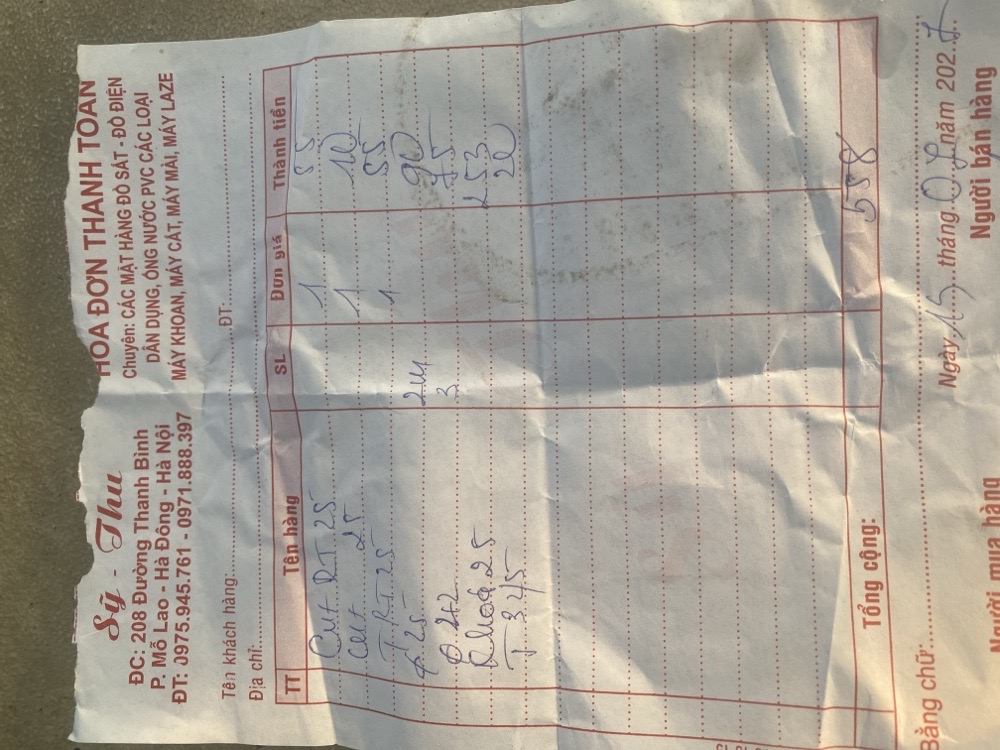 HOÁ ĐƠN THANH TOÁN
Sỹ - Thu
Chuyên: CÁC MẶT HÀNG ĐỒ SẮT - ĐỒ ĐIỆN
ĐC: 208 Đường Thanh Bình
DÂN DỤNG, ỐNG NƯỚC PVC CÁC LOẠI
P. Mỗ Lao - Hà Đông - Hà Nội
MÁY KHOAN, MÁY CẮT, MÁY MÀI, MÁY LAZE
ĐT: 0975.945.761 - 0971.888.397
Tên khách hàng: ĐT:
Địa chỉ:
TT Tên hàng SL Đơn giá Thành tiền
Cut RT 25 1 55
Cut 25 1 10
T RT 25 1 55
25 2m 90
3 75
Khoá 25 253
T 20
Tổng cộng: 558
Bằng chữ:
Ngày 15 tháng năm 202
Người mua hàng Người bán hàng